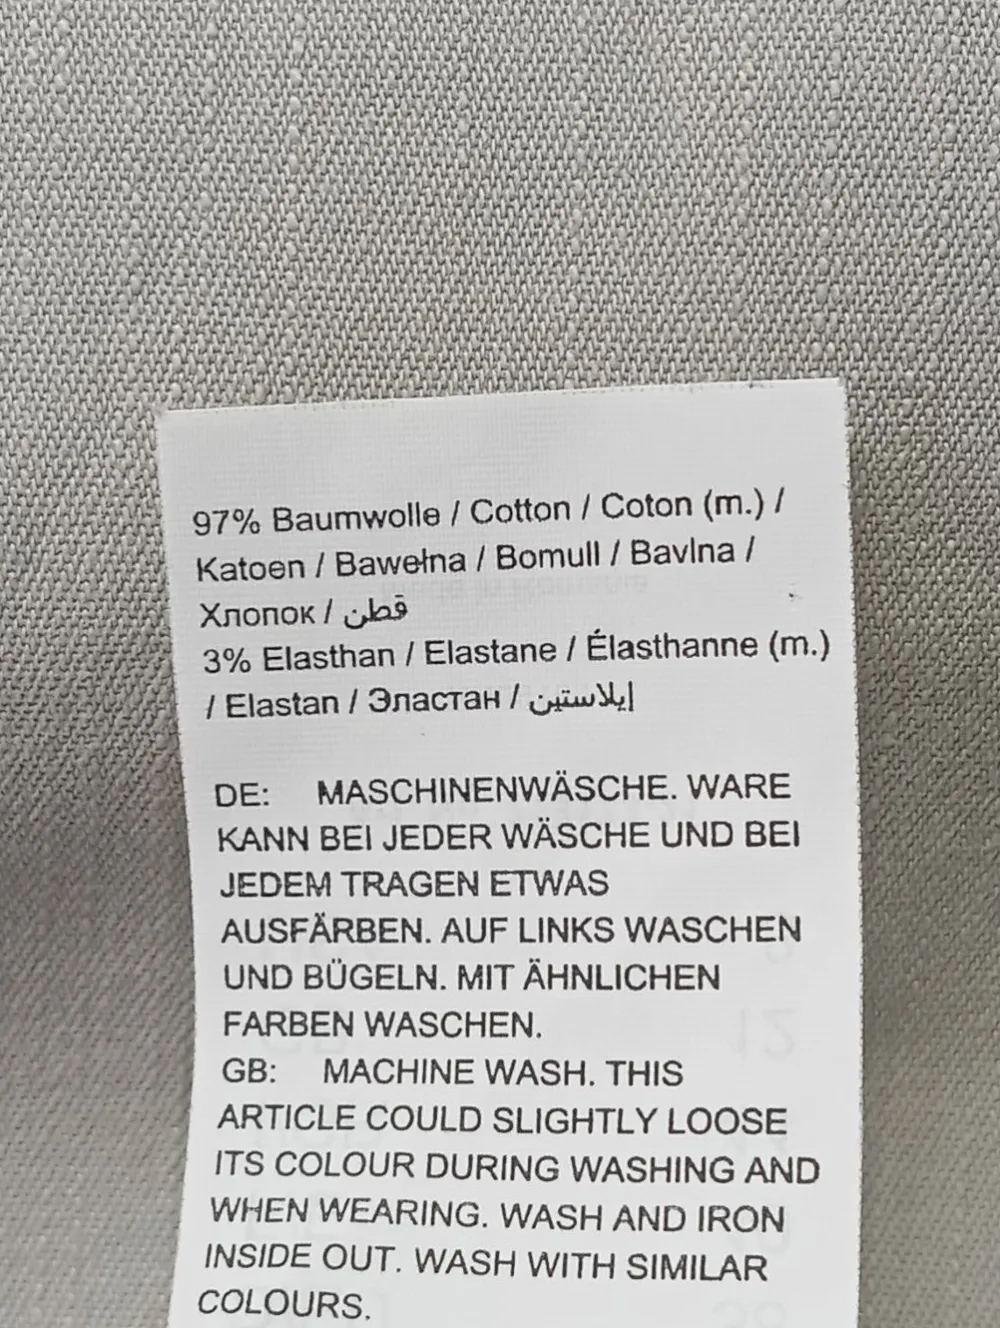 97% Baumwolle / Cotton / Coton (m.) /
Katoen / Bawełna / Bomull / Bavlna /
Хлопок / قطن
3% Elasthan / Elastane / Élasthanne (m.)
/ Elastan / Эластан / إيلاستين
DE: MASCHINENWÄSCHE. WARE
KANN BEI JEDER WÄSCHE UND BEI
JEDEM TRAGEN ETWAS
AUSFÄRBEN. AUF LINKS WASCHEN
UND BÜGELN. MIT ÄHNLICHEN
FARBEN WASCHEN.
GB: MACHINE WASH. THIS
ARTICLE COULD SLIGHTLY LOOSE
ITS COLOUR DURING WASHING AND
WHEN WEARING. WASH AND IRON
INSIDE OUT. WASH WITH SIMILAR
COLOURS.